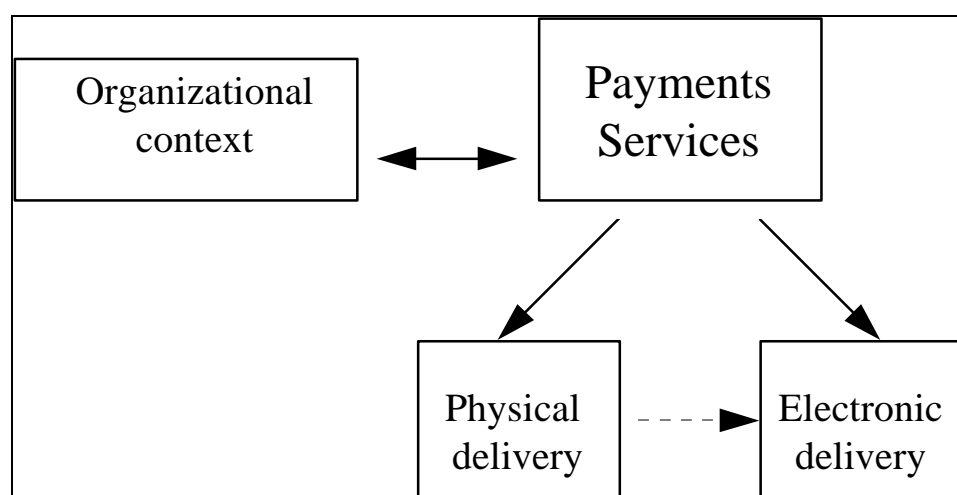 Organizational
context
Payments
Services
Physical
delivery
Electronic
delivery